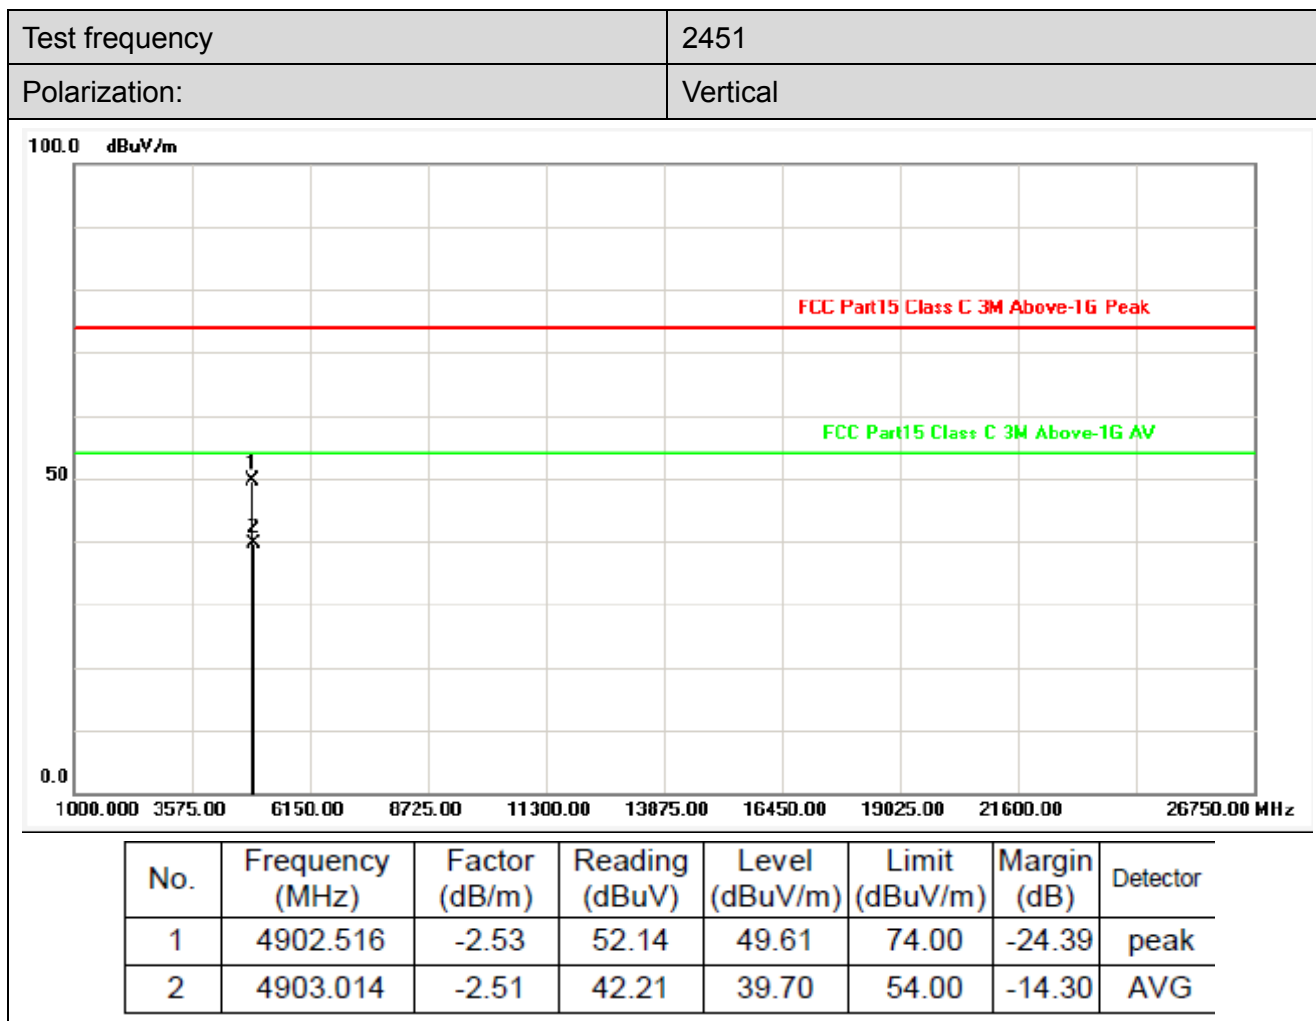 Test frequency 2451
Polarization: Vertical
100.0 dBuV/m
FCC Part15 Class C 3M Above-1G Peak
FCC Part15 Class C 3M Above-1G AV
1
50
2
0.0
1000.000 3575.00 6150.00 8725.00 11300.00 13875.00 16450.00 19025.00 21600.00 26750.00 MHz
No. Frequency (MHz) Factor (dB/m) Reading (dBuV) Level (dBuV/m) Limit (dBuV/m) Margin (dB) Detector
1 4902.516 -2.53 52.14 49.61 74.00 -24.39 peak
2 4903.014 -2.51 42.21 39.70 54.00 -14.30 AVG